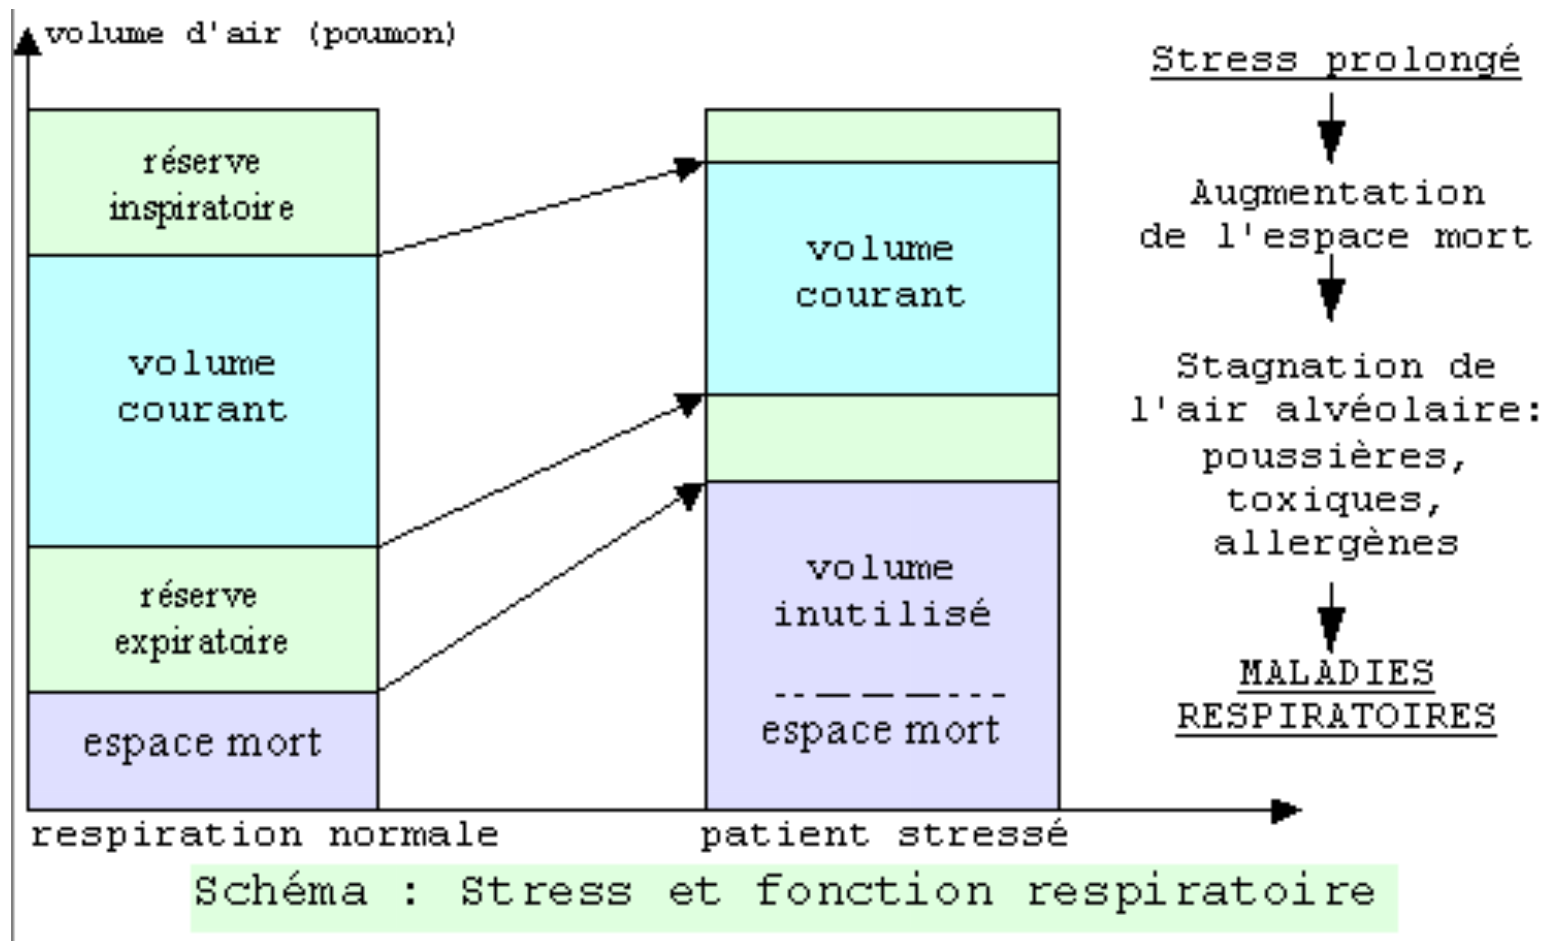 volume d'air (poumon)
réserve
inspiratoire
volume
courant
réserve
expiratoire
espace mort
respiration normale
volume
courant
volume
inutilisé
espace mort
patient stressé
Stress prolongé
Augmentation
de l'espace mort
Stagnation de
l'air alvéolaire:
poussières,
toxiques,
allergènes
MALADIES
RESPIRATOIRES
Schéma : Stress et fonction respiratoire